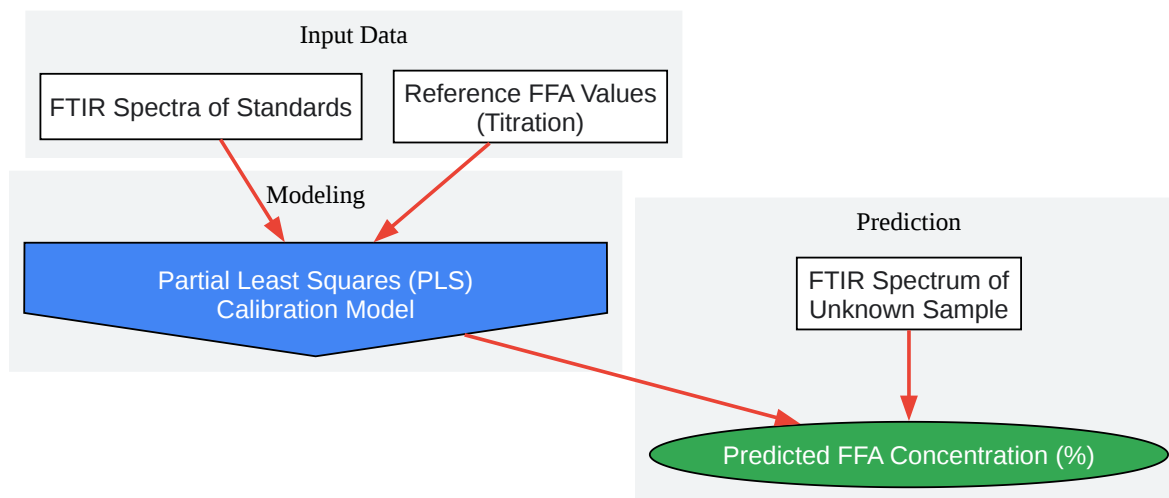 Input Data
FTIR Spectra of Standards
Reference FFA Values
(Titration)
Modeling
Partial Least Squares (PLS)
Calibration Model
Prediction
FTIR Spectrum of
Unknown Sample
Predicted FFA Concentration (%)